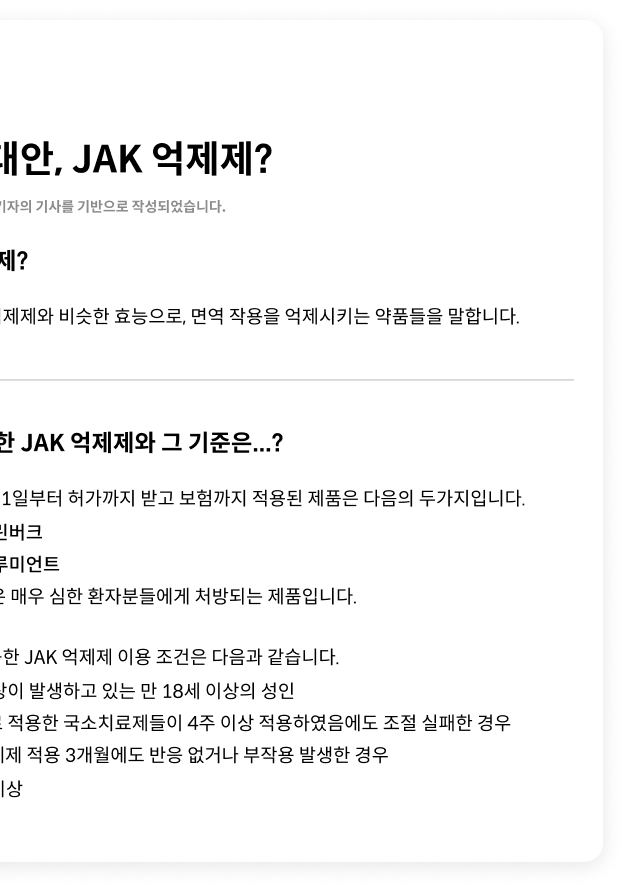 대안, JAK 억제제?
기자의 기사를 기반으로 작성되었습니다.
제?
제제와 비슷한 효능으로, 면역 작용을 억제시키는 약품들을 말합니다.
한 JAK 억제제와 그 기준은...?
1일부터 허가까지 받고 보험까지 적용된 제품은 다음의 두가지입니다.
린버크
루미언트
은 매우 심한 환자분들에게 처방되는 제품입니다.
한 JAK 억제제 이용 조건은 다음과 같습니다.
상이 발생하고 있는 만 18세 이상의 성인
적용한 국소치료제들이 4주 이상 적용하였음에도 조절 실패한 경우
제 적용 3개월에도 반응 없거나 부작용 발생한 경우
이상